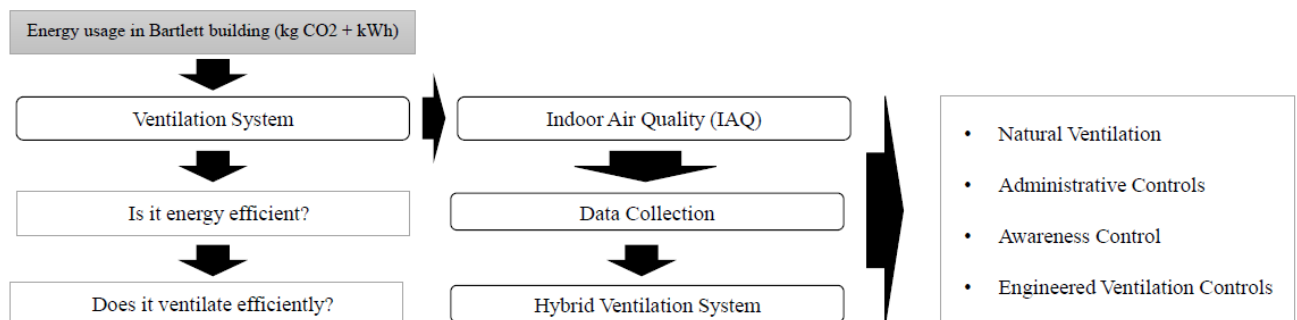 Energy usage in Bartlett building (kg CO2 + kWh)
Ventilation System
Is it energy efficient?
Does it ventilate efficiently?
Indoor Air Quality (IAQ)
Data Collection
Hybrid Ventilation System
• Natural Ventilation
• Administrative Controls
• Awareness Control
• Engineered Ventilation Controls